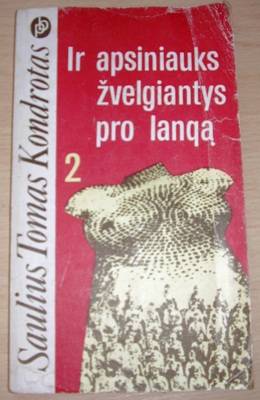 Saulius Tomas Kondrotas
Ir apsiniauks
žvelgiantys
pro langą
2